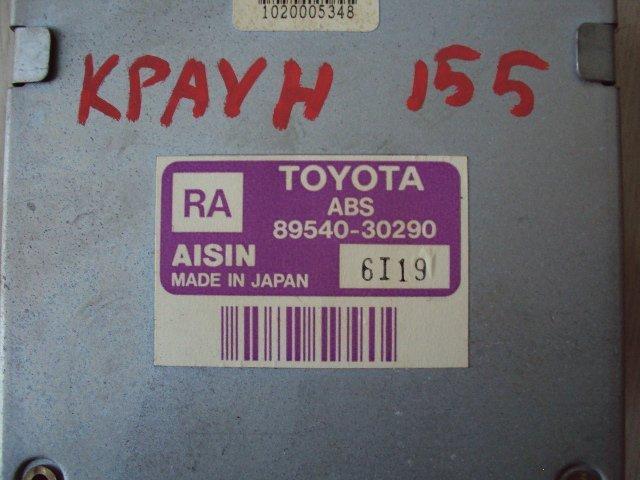 1020005348
КРАУН 155
RA
TOYOTA
ABS
89540-30290
AISIN
MADE IN JAPAN
6I19